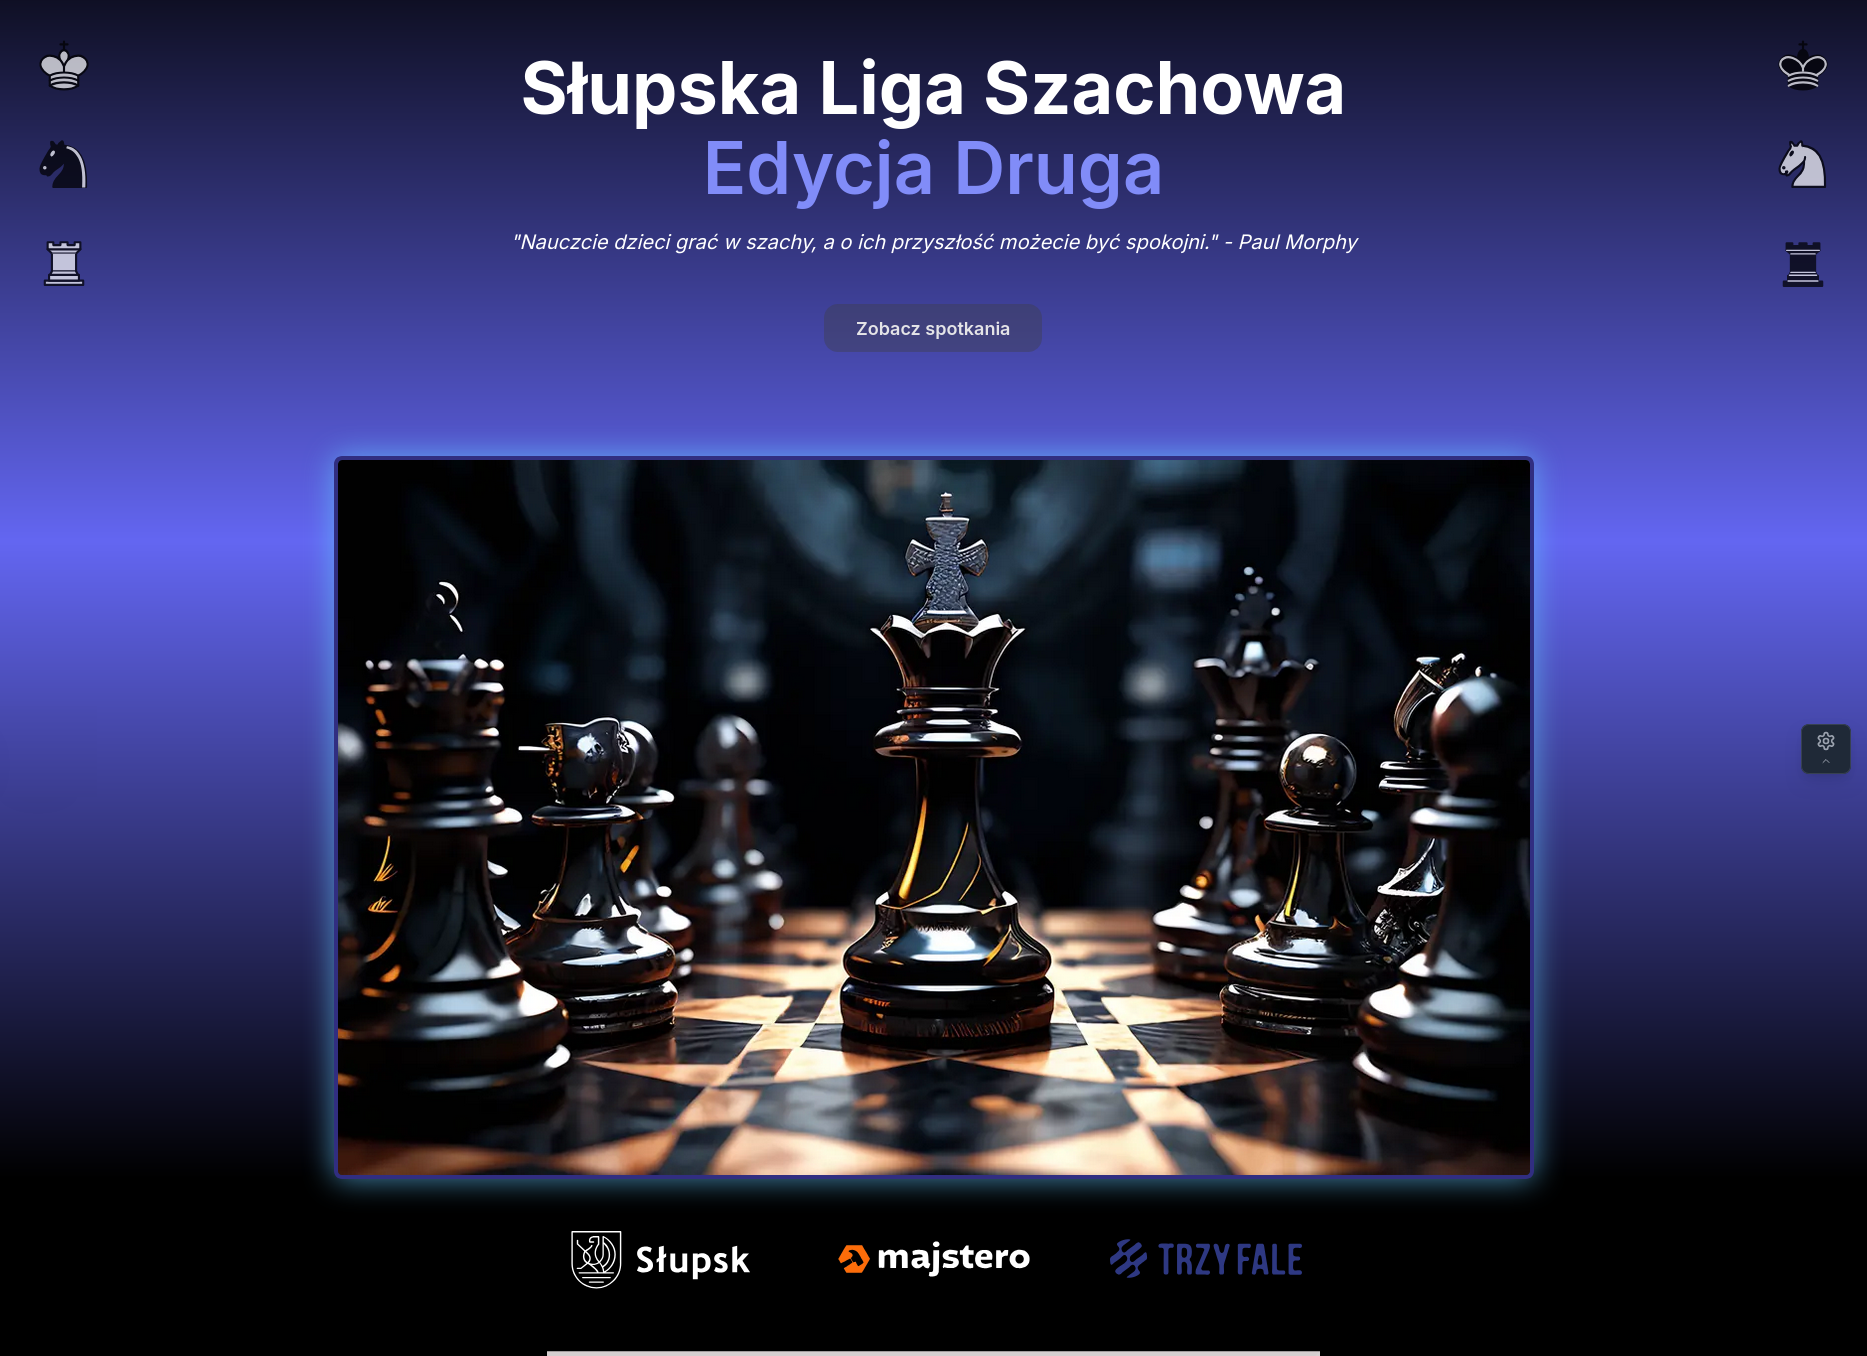 Słupska Liga Szachowa
Edycja Druga
"Nauczcie dzieci grać w szachy, a o ich przyszłość możecie być spokojni." - Paul Morphy
Zobacz spotkania
Słupsk
majstero
TRZY FALE